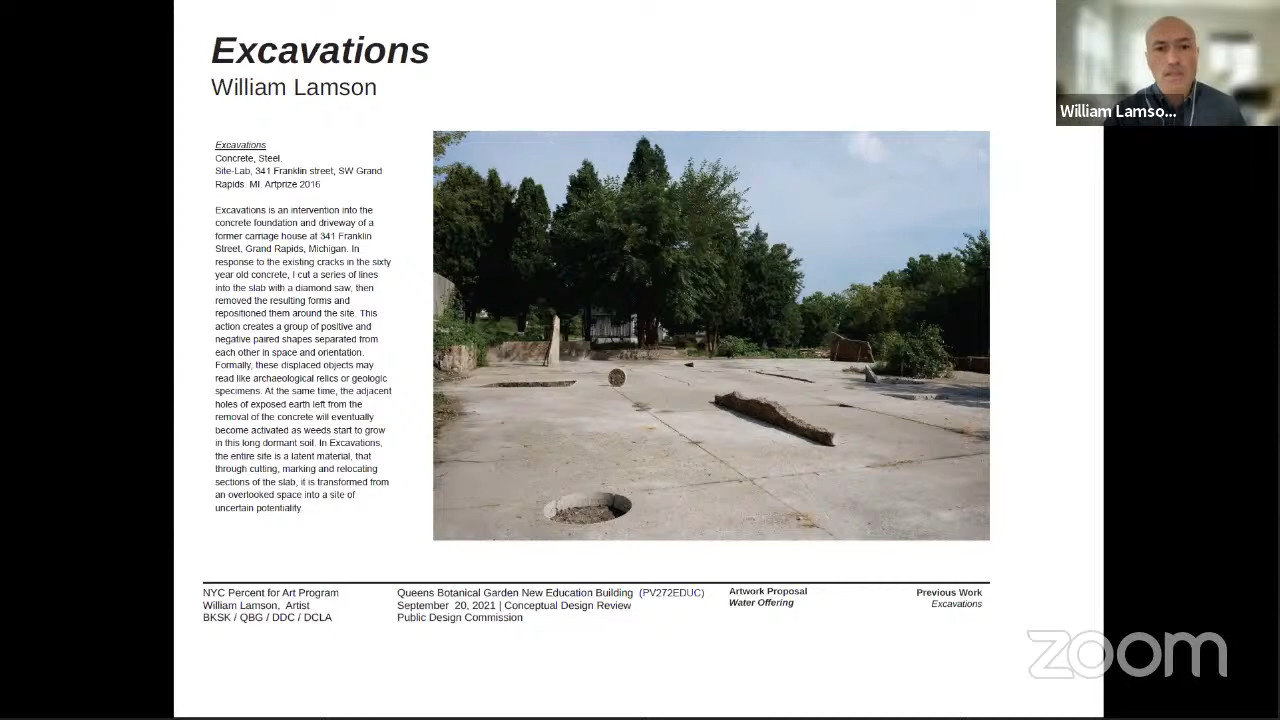 Excavations
William Lamson
William Lamso...
Excavations
Concrete, Steel.
Site-Lab, 341 Franklin street, SW Grand
Rapids. MI. Artprize 2016
Excavations is an intervention into the
concrete foundation and driveway of a
former carriage house at 341 Franklin
Street, Grand Rapids, Michigan. In
response to the existing cracks in the sixty
year old concrete, I cut a series of lines
into the slab with a diamond saw, then
removed the resulting forms and
repositioned them around the site. This
action creates a group of positive and
negative paired shapes separated from
each other in space and orientation.
Formally, these displaced objects may
read like archaeological relics or geologic
specimens. At the same time, the adjacent
holes of exposed earth left from the
removal of the concrete will eventually
become activated as weeds start to grow
in this long dormant soil. In Excavations,
the entire site is a latent material, that
through cutting, marking and relocating
sections of the slab, it is transformed from
an overlooked space into a site of
uncertain potentiality.
NYC Percent for Art Program
William Lamson, Artist
BKSK / QBG / DDC / DCLA
Queens Botanical Garden New Education Building (PV272EDUC)
September 20, 2021 | Conceptual Design Review
Public Design Commission
Artwork Proposal
Water Offering
Previous Work
Excavations
zoom